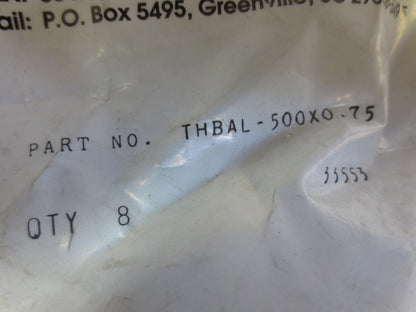 ail: P.O. Box 5495, Greenville,
PART NO. THBAL-500X0.75
33553
QTY 8